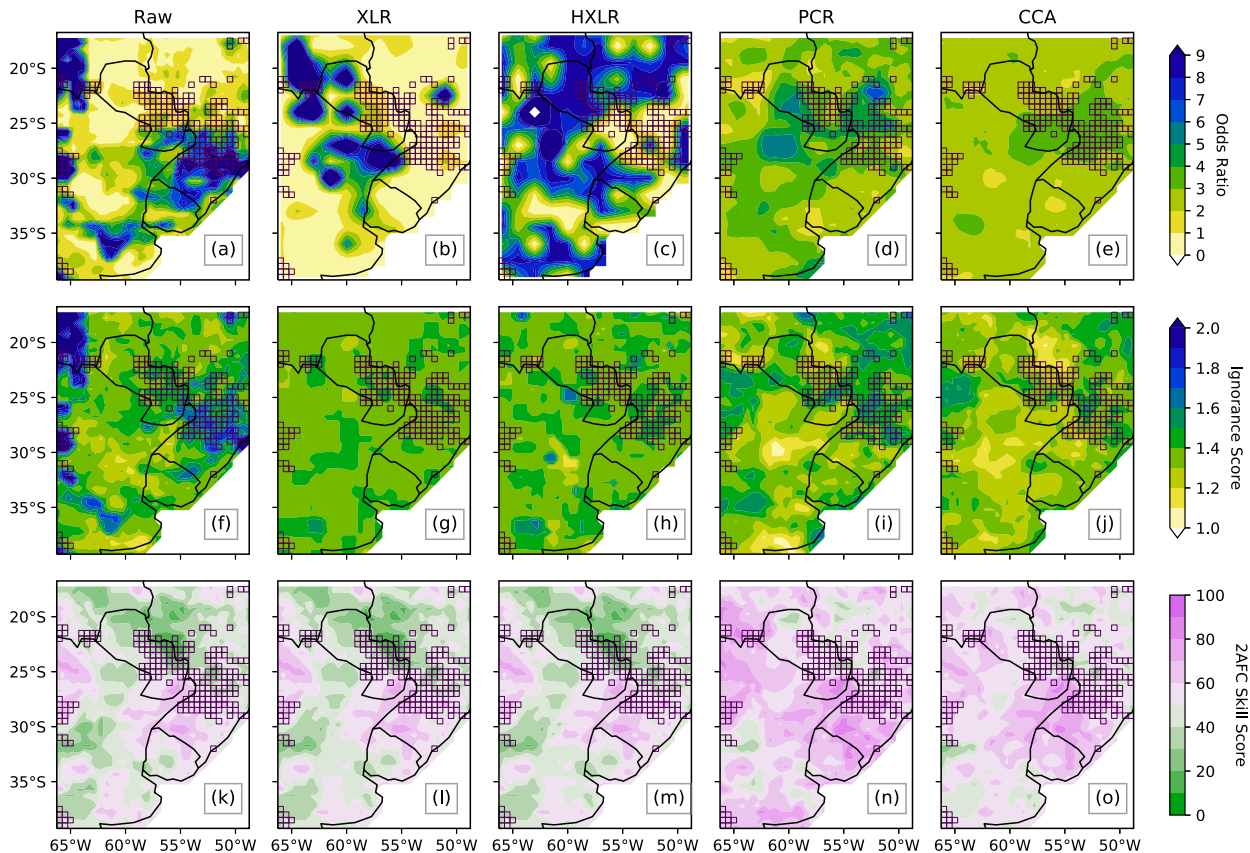 Raw XLR HXLR PCR CCA
20°S
25°S
30°S
35°S
(a) (b) (c) (d) (e)
9
8
7
6
5
4
3
2
1
0
Odds Ratio
20°S
25°S
30°S
35°S
(f) (g) (h) (i) (j)
2.0
1.8
1.6
1.4
1.2
1.0
Ignorance Score
20°S
25°S
30°S
35°S
(k) (l) (m) (n) (o)
100
80
60
40
20
0
2AFC Skill Score
65°W 60°W 55°W 50°W 65°W 60°W 55°W 50°W 65°W 60°W 55°W 50°W 65°W 60°W 55°W 50°W 65°W 60°W 55°W 50°W